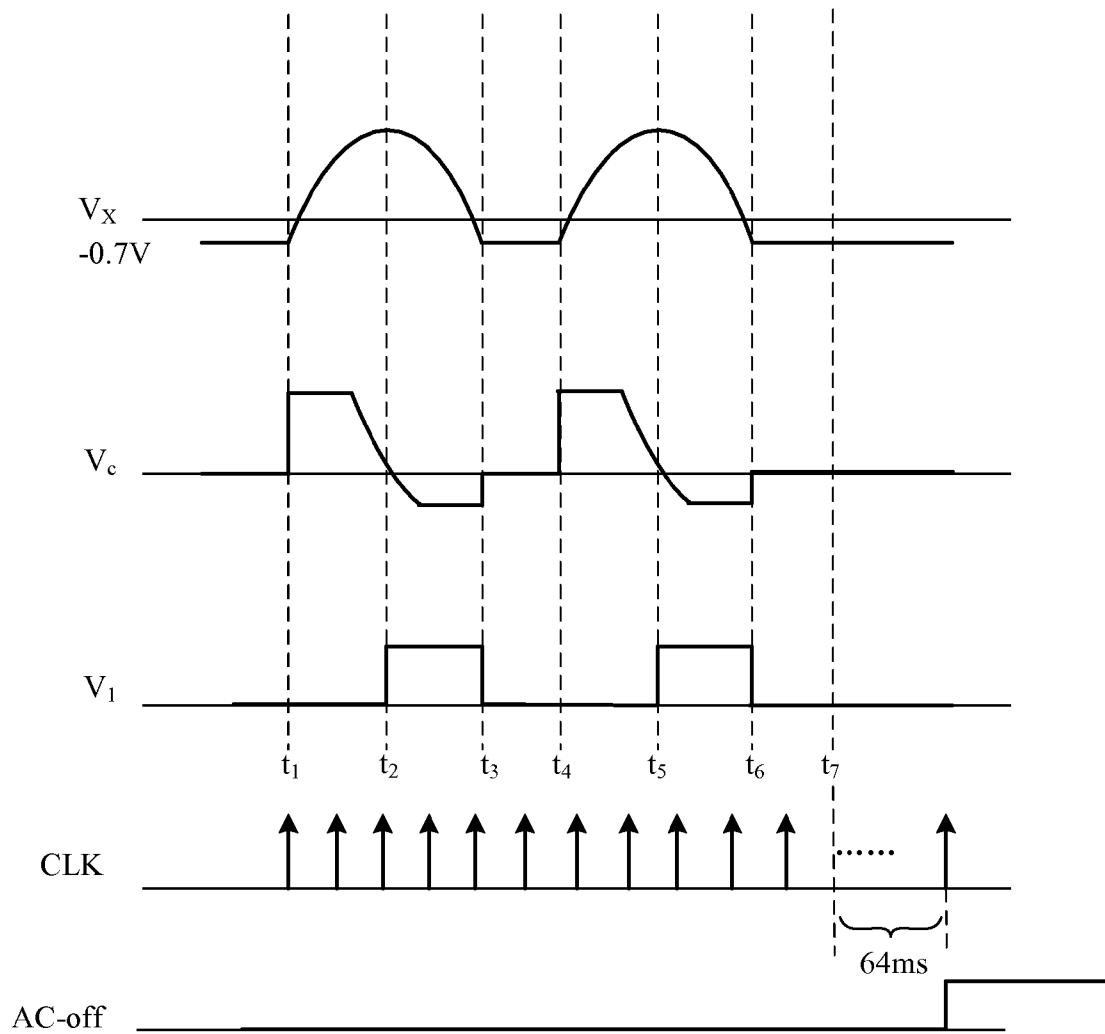 V_X
-0.7V
V_c
V_1
t_1 t_2 t_3 t_4 t_5 t_6 t_7
CLK
......
64ms
AC-off